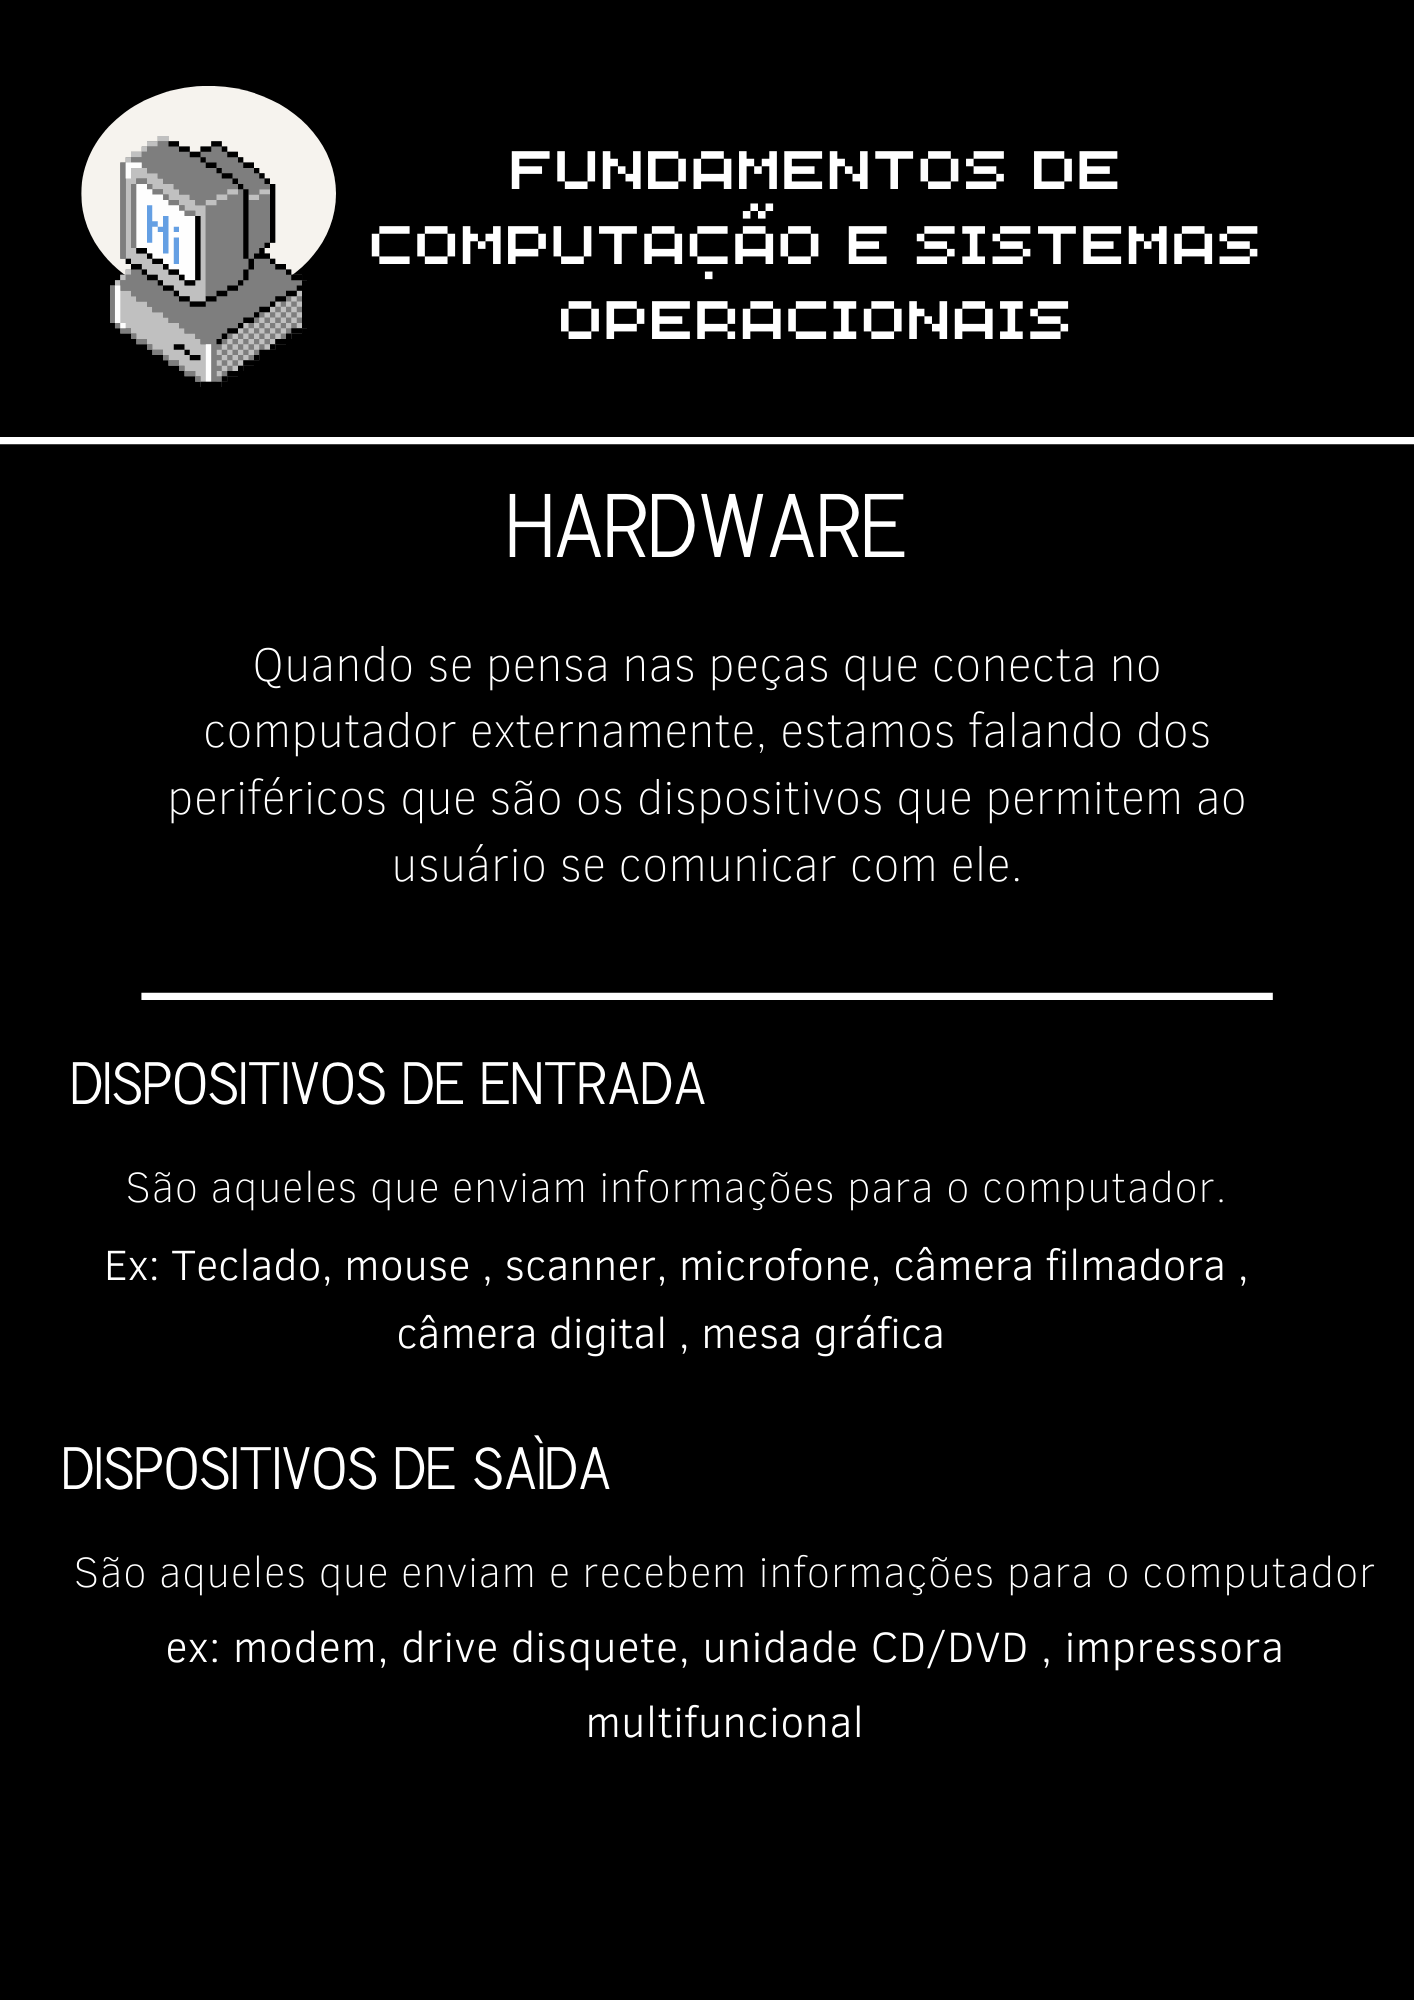 Hi
FUNDAMENTOS DE
COMPUTAÇÃO E SISTEMAS
OPERACIONAIS
HARDWARE
Quando se pensa nas peças que conecta no
computador externamente, estamos falando dos
periféricos que são os dispositivos que permitem ao
usuário se comunicar com ele.
DISPOSITIVOS DE ENTRADA
São aqueles que enviam informações para o computador.
Ex: Teclado, mouse , scanner, microfone, câmera filmadora ,
câmera digital , mesa gráfica
DISPOSITIVOS DE SAÌDA
São aqueles que enviam e recebem informações para o computador
ex: modem, drive disquete, unidade CD/DVD , impressora
multifuncional